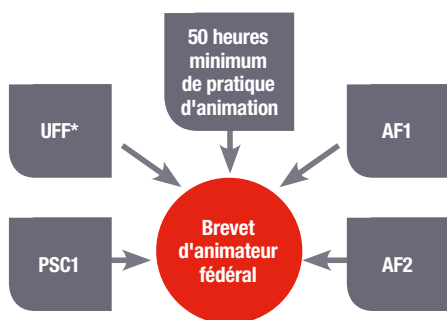 50 heures
minimum
de pratique
d'animation
UFF*
AF1
Brevet
d'animateur
fédéral
PSC1
AF2